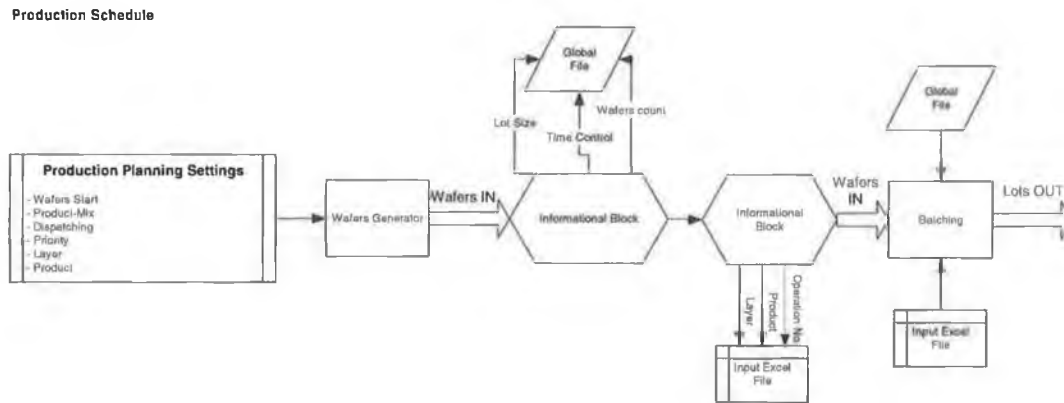 Production Schedule
Global
File
Lot Size
Time Control
Wafers count
Production Planning Settings
- Wafers Start
- Product-Mix
- Dispatching
- Priority
- Layer
- Product
Wafers Generator
Wafers IN
Informational Block
Informational
Block
Wafers
IN
Global
File
Batching
Lots OUT
Layer
Product
Operation No
Input Excel
File
Input Excel
File